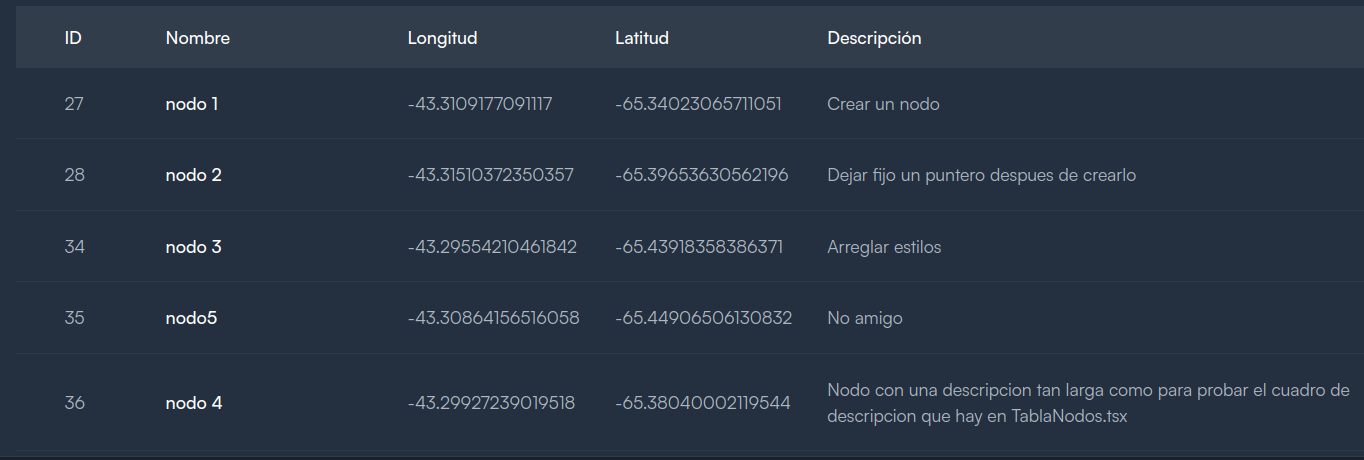 ID Nombre Longitud Latitud Descripción
27 nodo 1 -43.3109177091117 -65.34023065711051 Crear un nodo
28 nodo 2 -43.31510372350357 -65.39653630562196 Dejar fijo un puntero despues de crearlo
34 nodo 3 -43.29554210461842 -65.43918358386371 Arreglar estilos
35 nodo5 -43.30864156516058 -65.44906506130832 No amigo
36 nodo 4 -43.29927239019518 -65.38040002119544 Nodo con una descripcion tan larga como para probar el cuadro de
descripcion que hay en TablaNodos.tsx